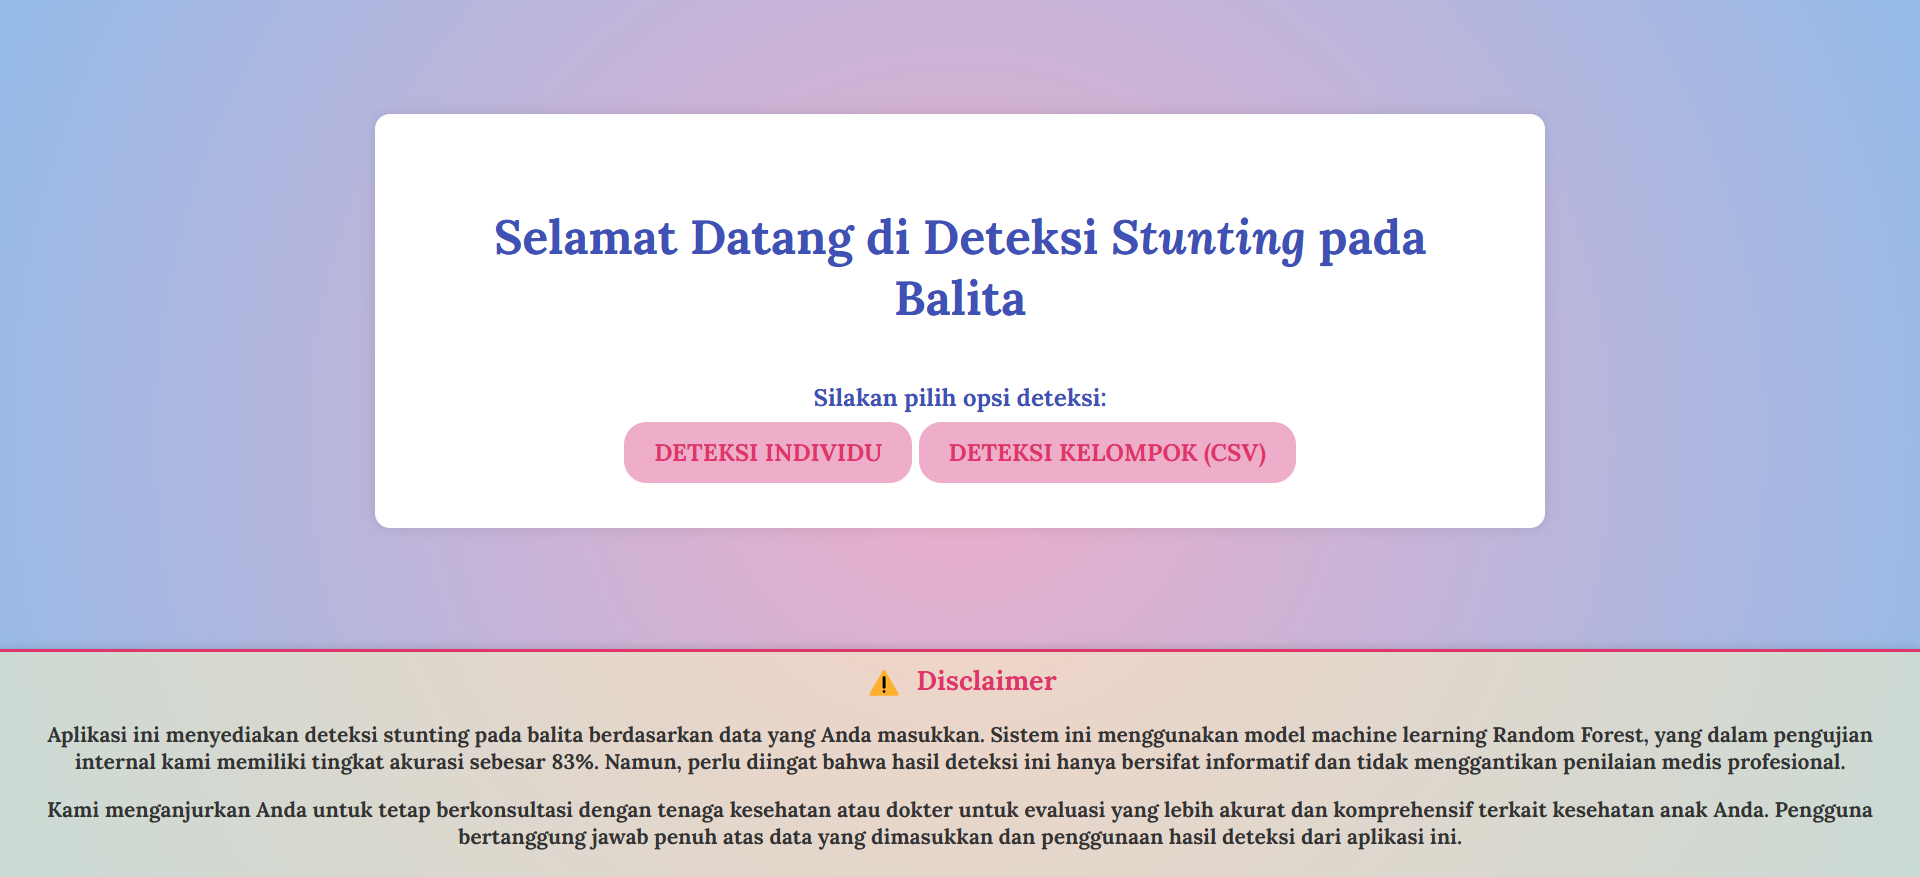 Selamat Datang di Deteksi Stunting pada
Balita
Silakan pilih opsi deteksi:
DETEKSI INDIVIDU DETEKSI KELOMPOK (CSV)
⚠️ Disclaimer
Aplikasi ini menyediakan deteksi stunting pada balita berdasarkan data yang Anda masukkan. Sistem ini menggunakan model machine learning Random Forest, yang dalam pengujian
internal kami memiliki tingkat akurasi sebesar 83%. Namun, perlu diingat bahwa hasil deteksi ini hanya bersifat informatif dan tidak menggantikan penilaian medis profesional.
Kami menganjurkan Anda untuk tetap berkonsultasi dengan tenaga kesehatan atau dokter untuk evaluasi yang lebih akurat dan komprehensif terkait kesehatan anak Anda. Pengguna
bertanggung jawab penuh atas data yang dimasukkan dan penggunaan hasil deteksi dari aplikasi ini.